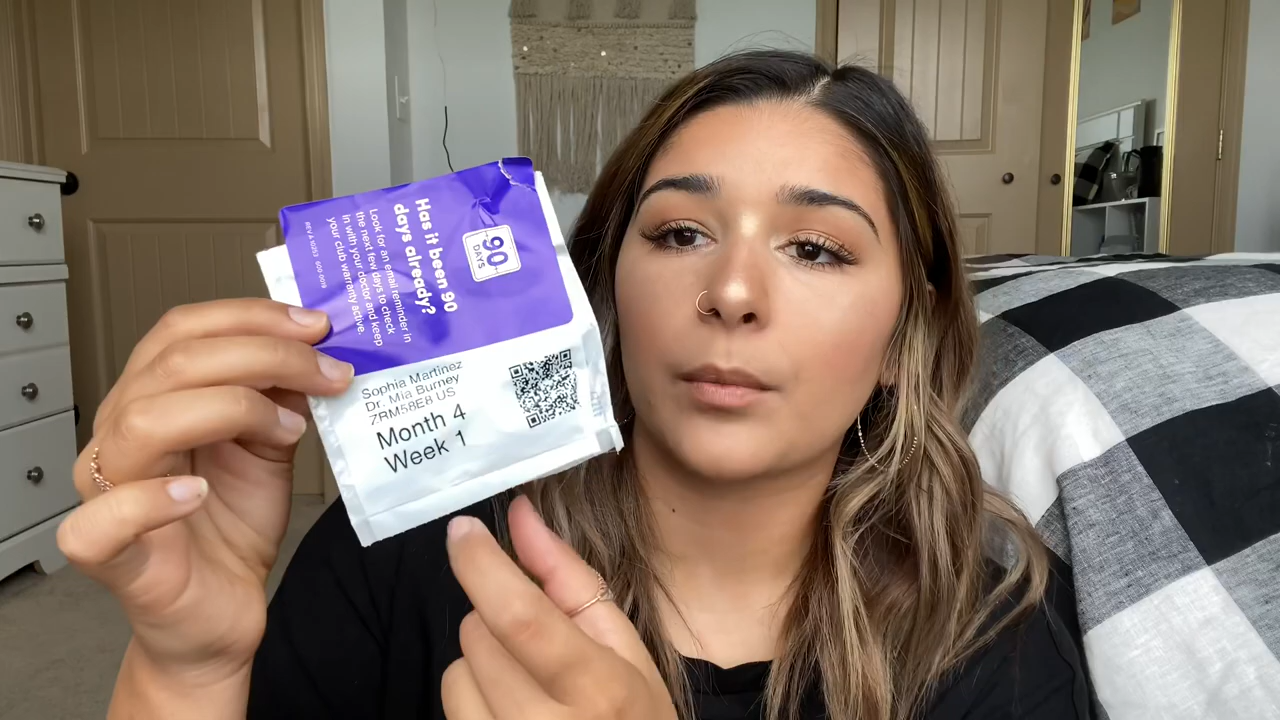 90
DAYS
Has it been 90
days already?
Look for an email reminder in
the next few days to check
in with your doctor and keep
your club warranty active.
Sophia Martinez
Dr. Mia Burney
ZRM58E8 US
Month 4
Week 1